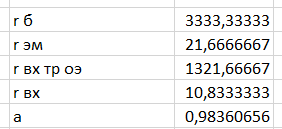 r б 3333,33333
r эм 21,6666667
r вх тр оэ 1321,66667
r вх 10,8333333
а 0,98360656